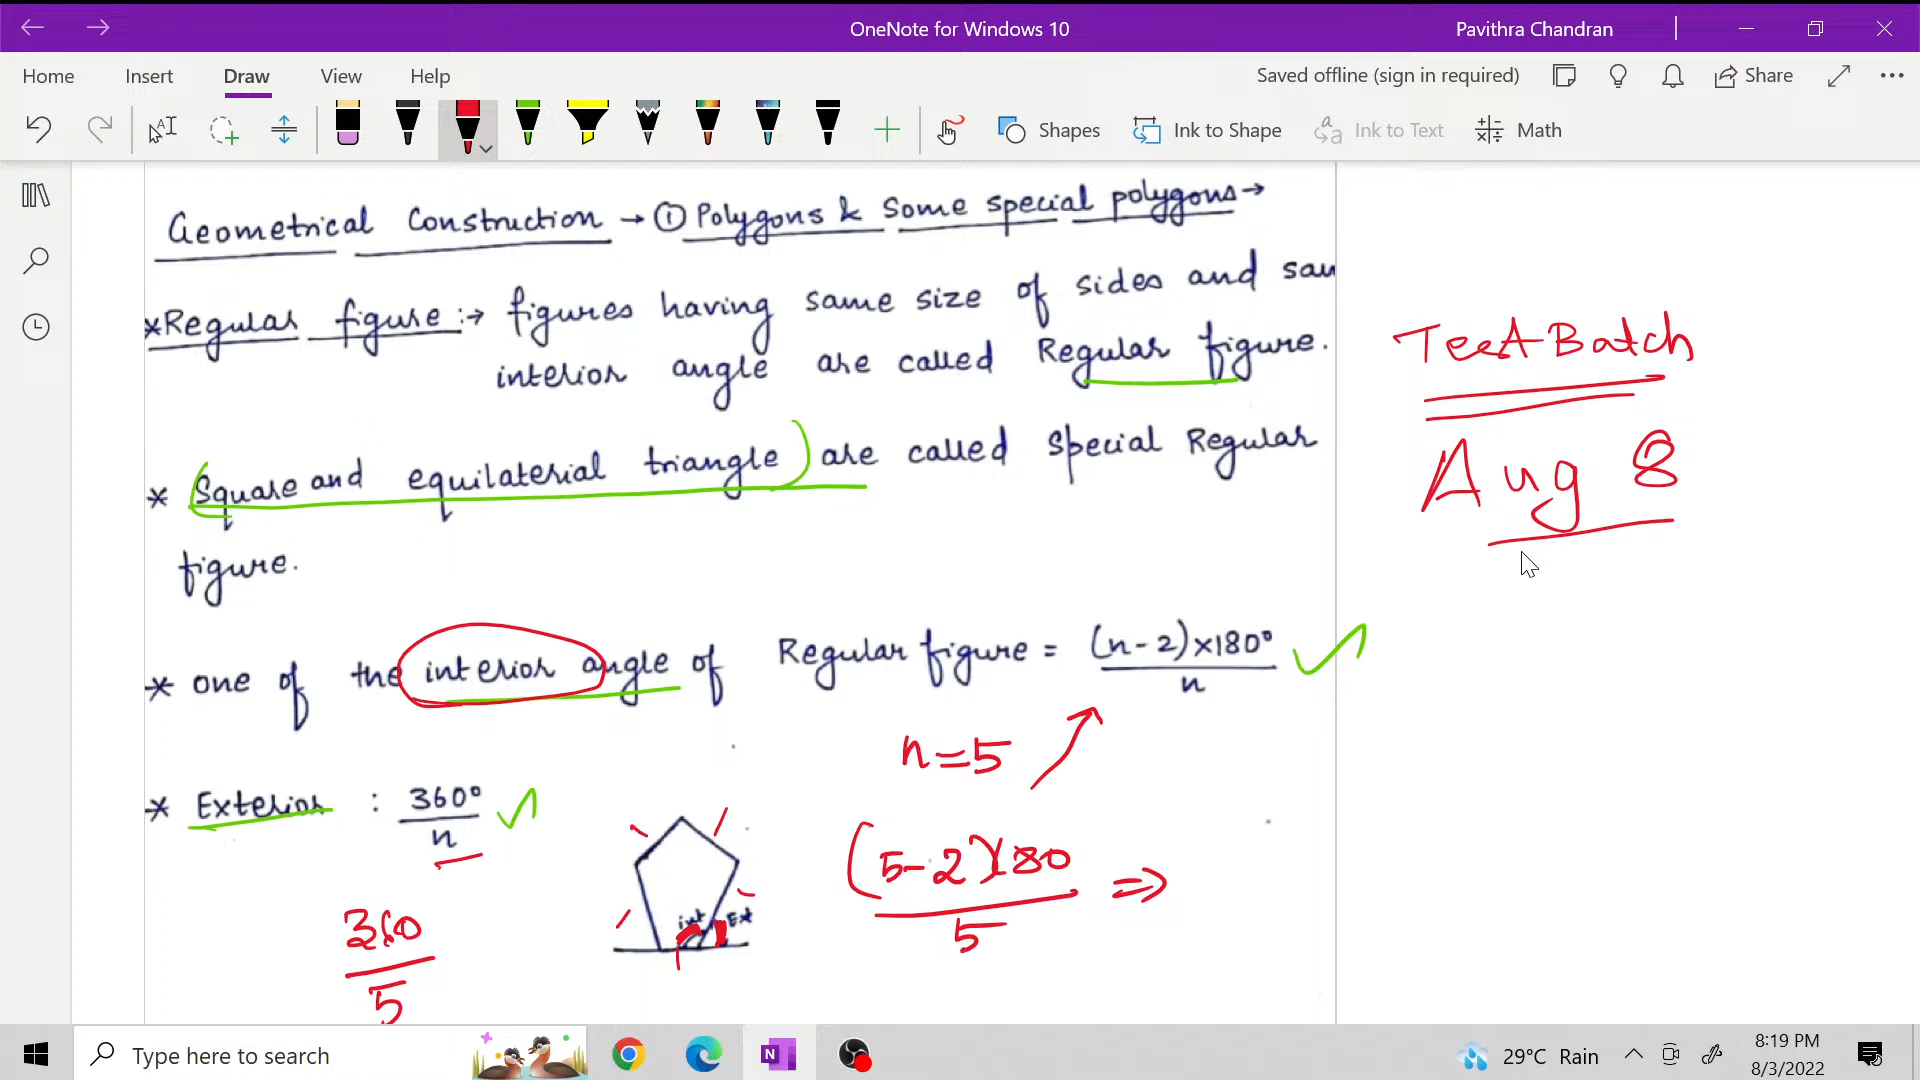 OneNote for Windows 10
Pavithra Chandran
Home Insert Draw View Help
Saved offline (sign in required)
Share
Shapes
Ink to Shape
Ink to Text
Math
Geometrical Construction → ① Polygons & Some special polygons →
*Regular figure :→ figures having same size of sides and sam
interior angle are called Regular figure.
* Square and equilaterial triangle) are called special Regular
figure.
* one of the interior angle of Regular figure = (n-2)×180°
n
n=5
* Exterior : 360°
n
int Ext
(5-2)180 ⇒
5
360
5
Test Batch
Aug 8
Type here to search
29°C Rain
8:19 PM
8/3/2022